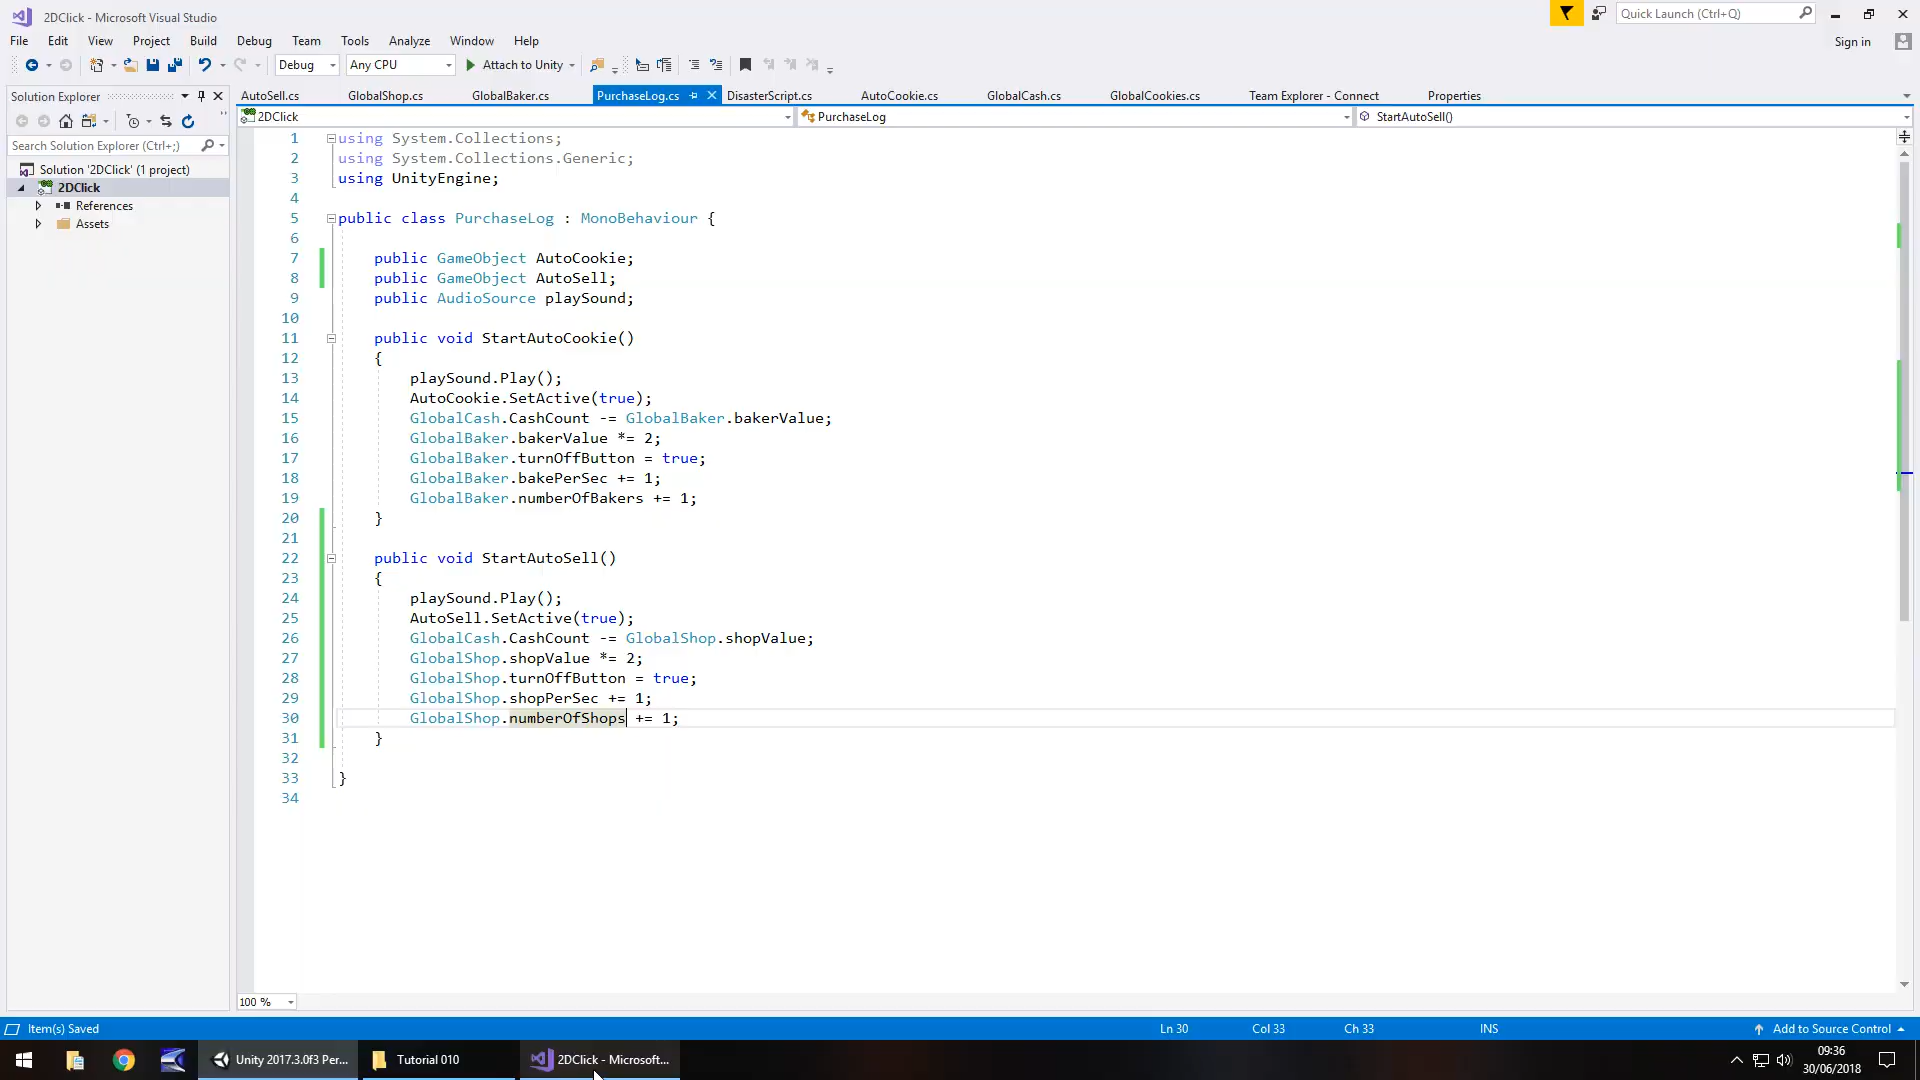 2DClick - Microsoft Visual Studio
Quick Launch (Ctrl+Q)
File Edit View Project Build Debug Team Tools Analyze Window Help
Sign in
Debug Any CPU Attach to Unity
Solution Explorer
AutoSell.cs GlobalShop.cs GlobalBaker.cs PurchaseLog.cs DisasterScript.cs AutoCookie.cs GlobalCash.cs GlobalCookies.cs Team Explorer - Connect Properties
2DClick PurchaseLog StartAutoSell()
Search Solution Explorer (Ctrl+;)
Solution '2DClick' (1 project)
2DClick
References
Assets
1 using System.Collections;
2 using System.Collections.Generic;
3 using UnityEngine;
4
5 public class PurchaseLog : MonoBehaviour {
6
7 public GameObject AutoCookie;
8 public GameObject AutoSell;
9 public AudioSource playSound;
10
11 public void StartAutoCookie()
12 {
13 playSound.Play();
14 AutoCookie.SetActive(true);
15 GlobalCash.CashCount -= GlobalBaker.bakerValue;
16 GlobalBaker.bakerValue *= 2;
17 GlobalBaker.turnOffButton = true;
18 GlobalBaker.bakePerSec += 1;
19 GlobalBaker.numberOfBakers += 1;
20 }
21
22 public void StartAutoSell()
23 {
24 playSound.Play();
25 AutoSell.SetActive(true);
26 GlobalCash.CashCount -= GlobalShop.shopValue;
27 GlobalShop.shopValue *= 2;
28 GlobalShop.turnOffButton = true;
29 GlobalShop.shopPerSec += 1;
30 GlobalShop.numberOfShops += 1;
31 }
32
33 }
34
100 %
Item(s) Saved Ln 30 Col 33 Ch 33 INS Add to Source Control
Unity 2017.3.0f3 Per... Tutorial 010 2DClick - Microsoft...
09:36
30/06/2018